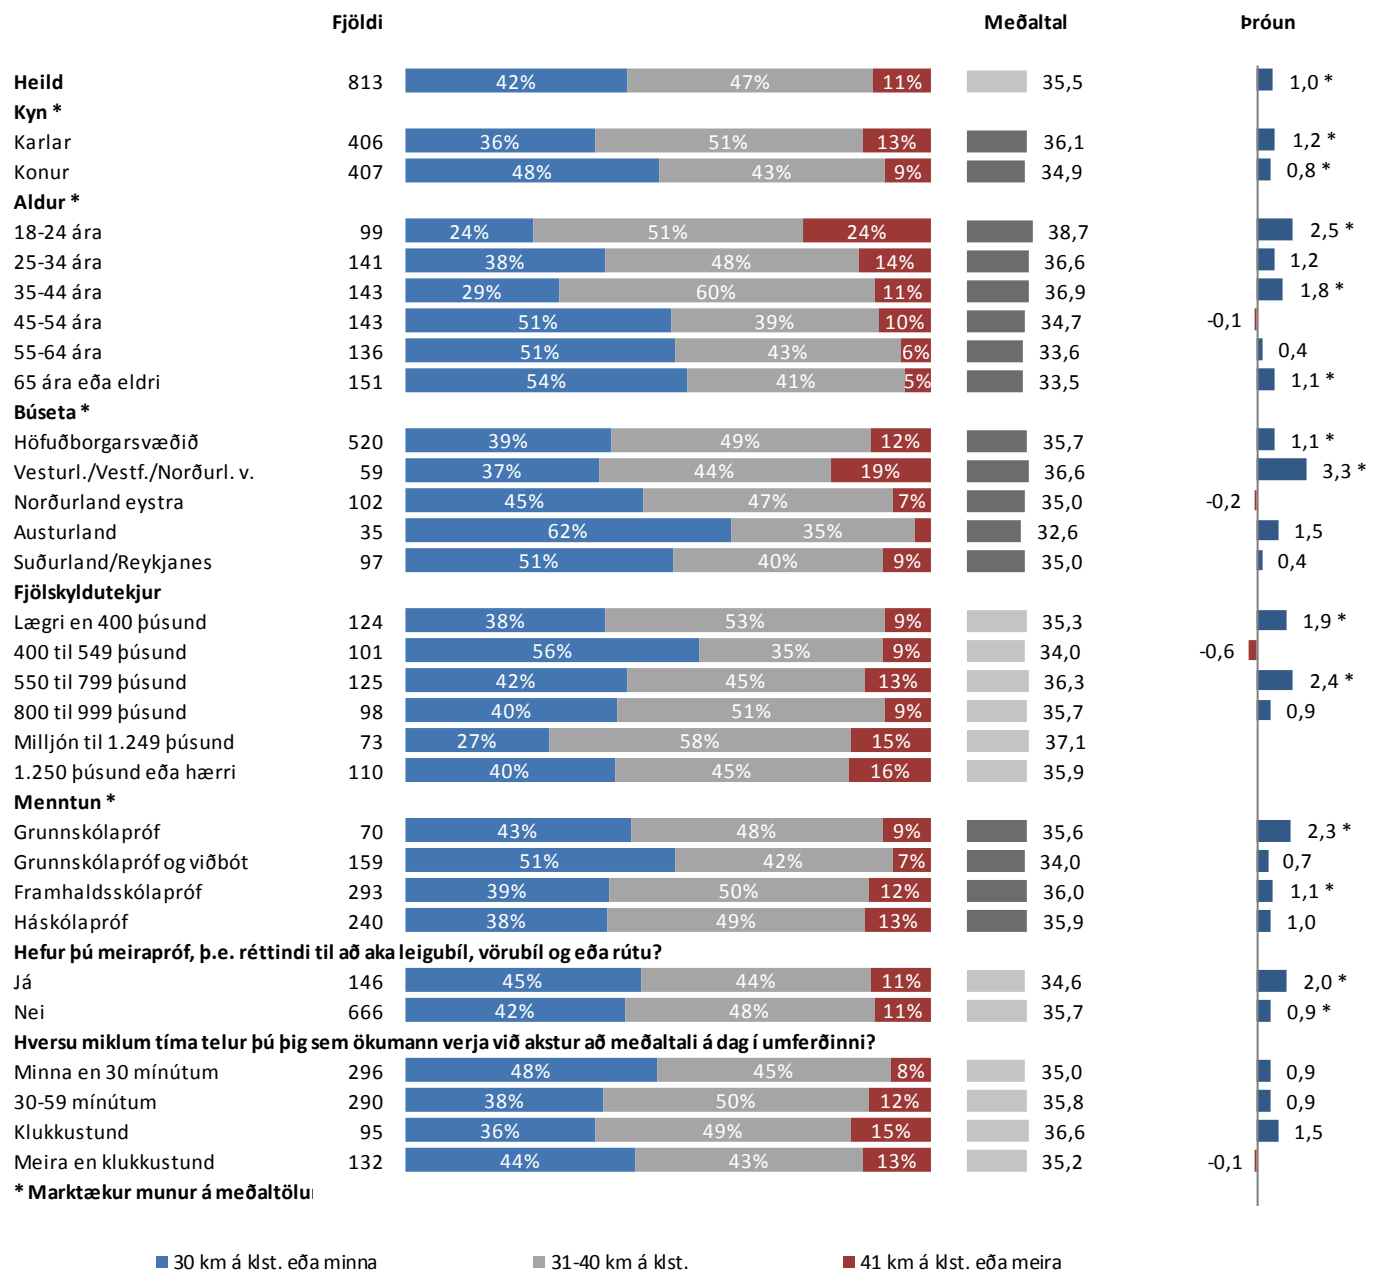 Fjöldi Meðaltal Þróun
Heild 813 42% 47% 11% 35,5 1,0 *
Kyn *
Karlar 406 36% 51% 13% 36,1 1,2 *
Konur 407 48% 43% 9% 34,9 0,8 *
Aldur *
18-24 ára 99 24% 51% 24% 38,7 2,5 *
25-34 ára 141 38% 48% 14% 36,6 1,2
35-44 ára 143 29% 60% 11% 36,9 1,8 *
45-54 ára 143 51% 39% 10% 34,7 -0,1
55-64 ára 136 51% 43% 6% 33,6 0,4
65 ára eða eldri 151 54% 41% 5% 33,5 1,1 *
Búseta *
Höfuðborgarsvæðið 520 39% 49% 12% 35,7 1,1 *
Vesturl./Vestf./Norðurl. v. 59 37% 44% 19% 36,6 3,3 *
Norðurland eystra 102 45% 47% 7% 35,0 -0,2
Austurland 35 62% 35% 32,6 1,5
Suðurland/Reykjanes 97 51% 40% 9% 35,0 0,4
Fjölskyldutekjur
Lægri en 400 þúsund 124 38% 53% 9% 35,3 1,9 *
400 til 549 þúsund 101 56% 35% 9% 34,0 -0,6
550 til 799 þúsund 125 42% 45% 13% 36,3 2,4 *
800 til 999 þúsund 98 40% 51% 9% 35,7 0,9
Milljón til 1.249 þúsund 73 27% 58% 15% 37,1
1.250 þúsund eða hærri 110 40% 45% 16% 35,9
Menntun *
Grunnskólapróf 70 43% 48% 9% 35,6 2,3 *
Grunnskólapróf og viðbót 159 51% 42% 7% 34,0 0,7
Framhaldsskólapróf 293 39% 50% 12% 36,0 1,1 *
Háskólapróf 240 38% 49% 13% 35,9 1,0
Hefur þú meirapróf, þ.e. réttindi til að aka leigubíl, vörubíl og eða rútu?
Já 146 45% 44% 11% 34,6 2,0 *
Nei 666 42% 48% 11% 35,7 0,9 *
Hversu miklum tíma telur þú þig sem ökumann verja við akstur að meðaltali á dag í umferðinni?
Minna en 30 mínútum 296 48% 45% 8% 35,0 0,9
30-59 mínútum 290 38% 50% 12% 35,8 0,9
Klukkustund 95 36% 49% 15% 36,6 1,5
Meira en klukkustund 132 44% 43% 13% 35,2 -0,1
* Marktækur munur á
30 km á klst. eða minna 31-40 km á klst. 41 km á klst. eða meira